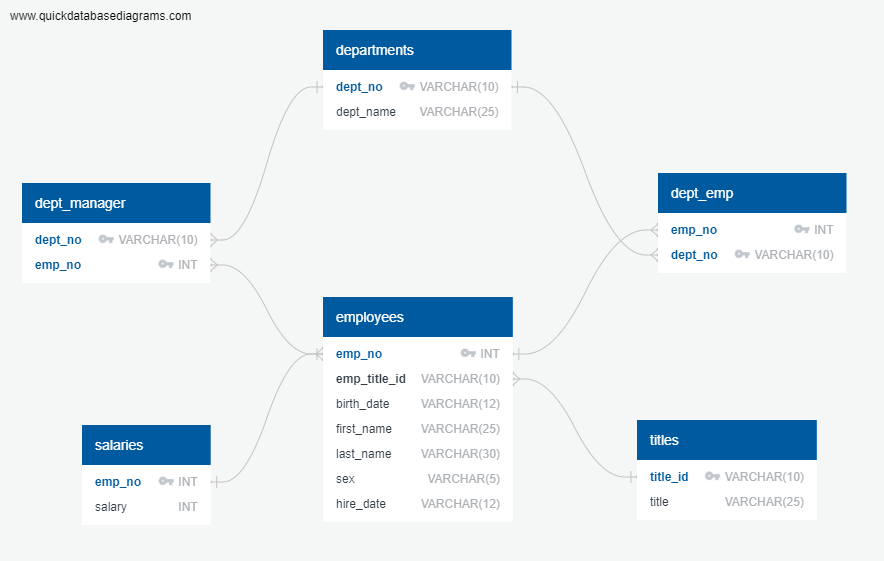 www.quickdatabasediagrams.com
departments
dept_no VARCHAR(10)
dept_name VARCHAR(25)
dept_manager
dept_no VARCHAR(10)
emp_no INT
dept_emp
emp_no INT
dept_no VARCHAR(10)
employees
emp_no INT
emp_title_id VARCHAR(10)
birth_date VARCHAR(12)
first_name VARCHAR(25)
last_name VARCHAR(30)
sex VARCHAR(5)
hire_date VARCHAR(12)
salaries
emp_no INT
salary INT
titles
title_id VARCHAR(10)
title VARCHAR(25)